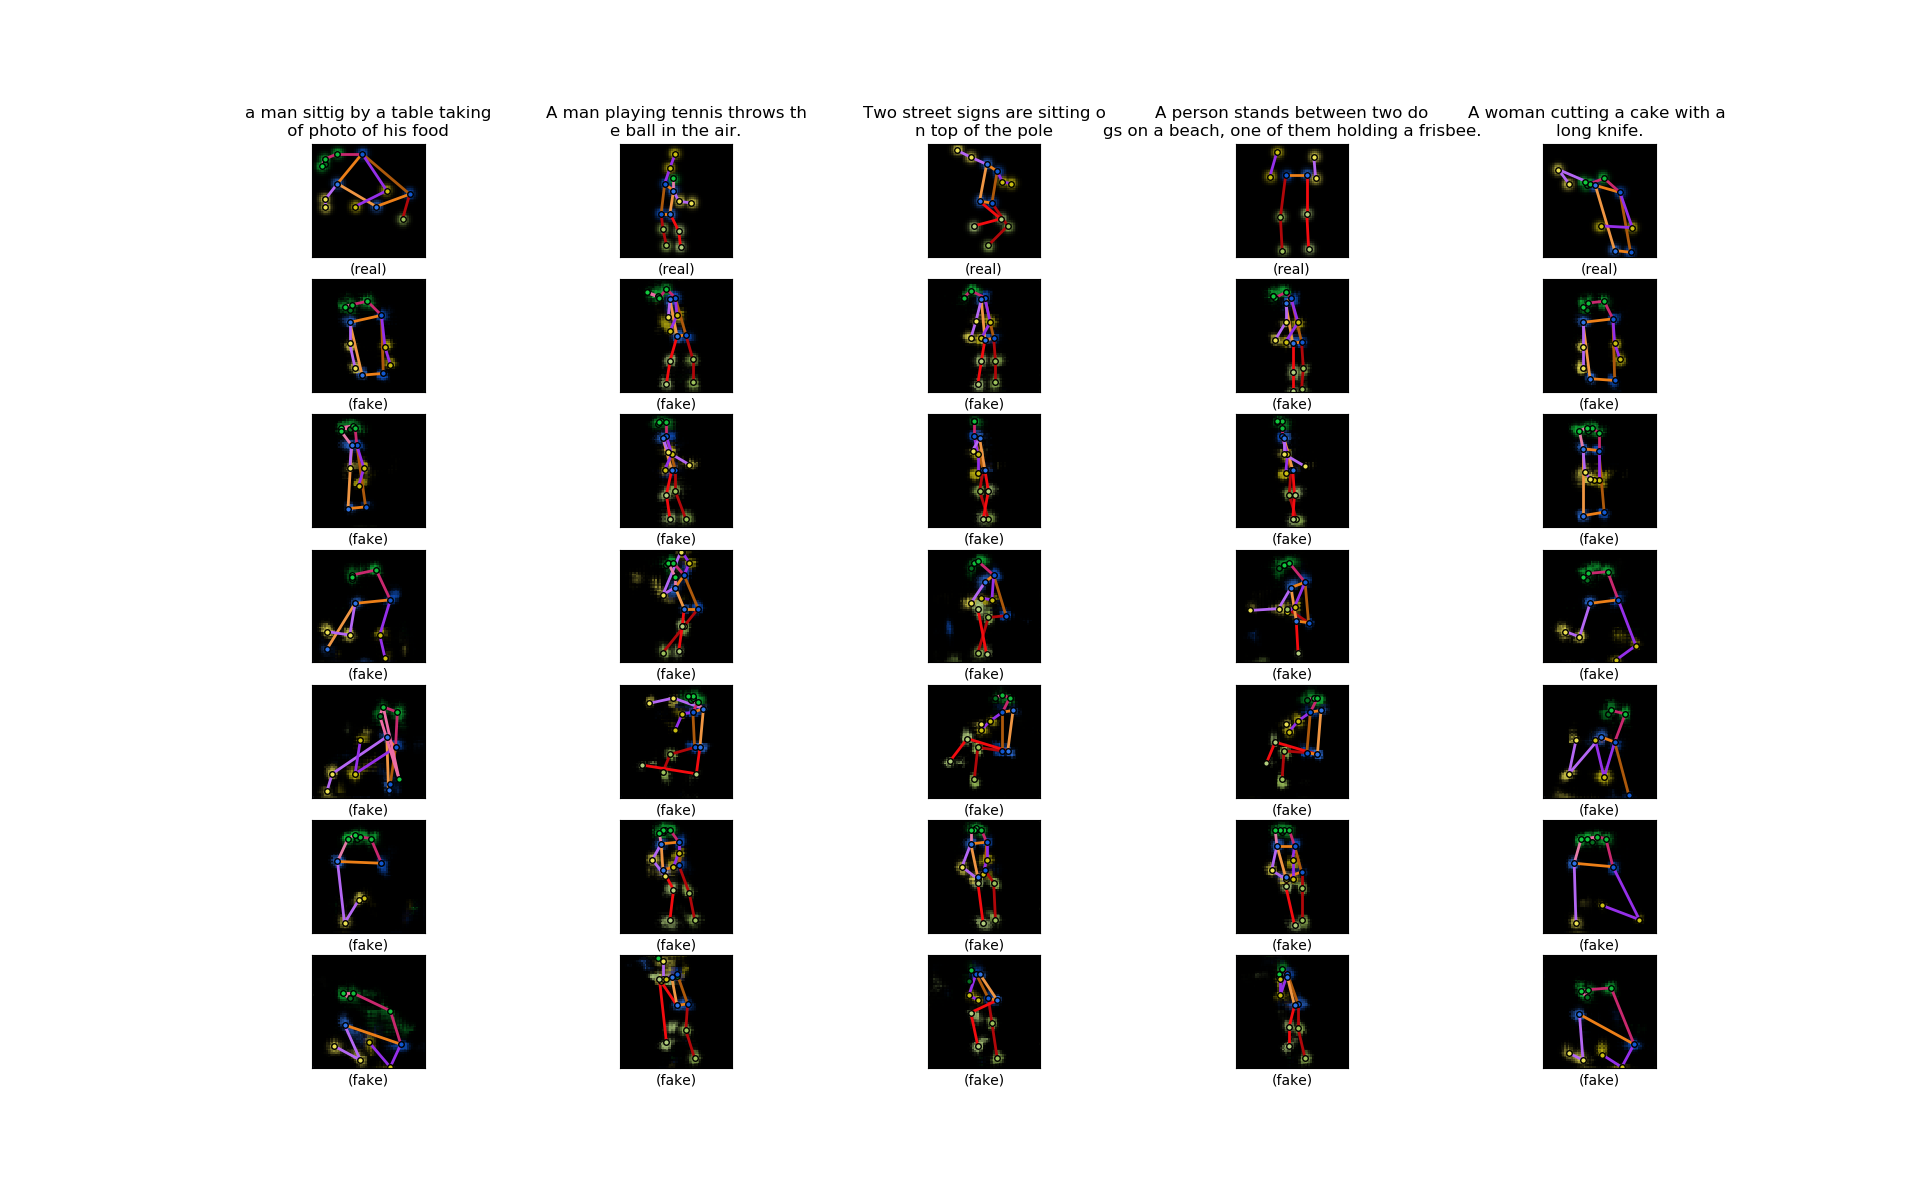 a man sittig by a table taking
of photo of his food
A man playing tennis throws th
e ball in the air.
Two street signs are sitting o
n top of the pole
A person stands between two do
gs on a beach, one of them holding a frisbee.
A woman cutting a cake with a
long knife.
(real) (real) (real) (real) (real)
(fake) (fake) (fake) (fake) (fake)
(fake) (fake) (fake) (fake) (fake)
(fake) (fake) (fake) (fake) (fake)
(fake) (fake) (fake) (fake) (fake)
(fake) (fake) (fake) (fake) (fake)
(fake) (fake) (fake) (fake) (fake)